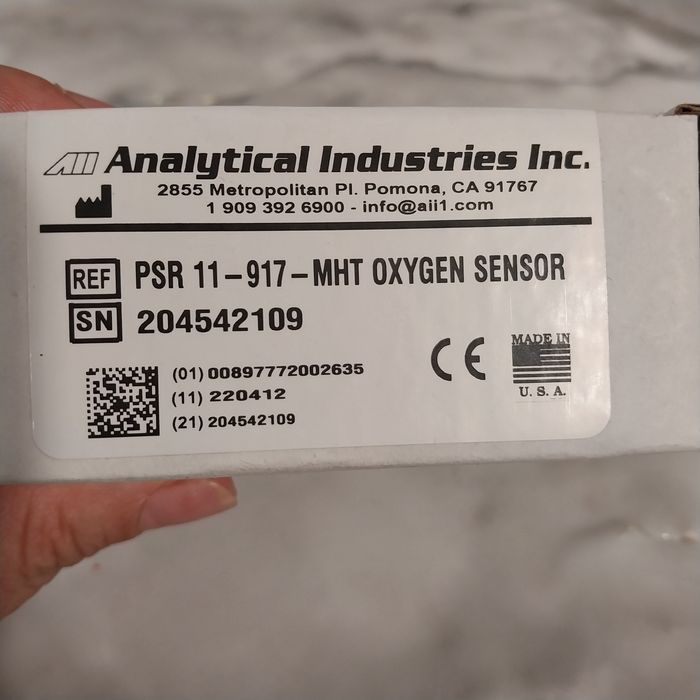 AII Analytical Industries Inc.
2855 Metropolitan Pl. Pomona, CA 91767
1 909 392 6900 - info@aii1.com
REF PSR 11-917-MHT OXYGEN SENSOR
SN 204542109
CE
MADE IN
U. S. A.
(01) 00897772002635
(11) 220412
(21) 204542109